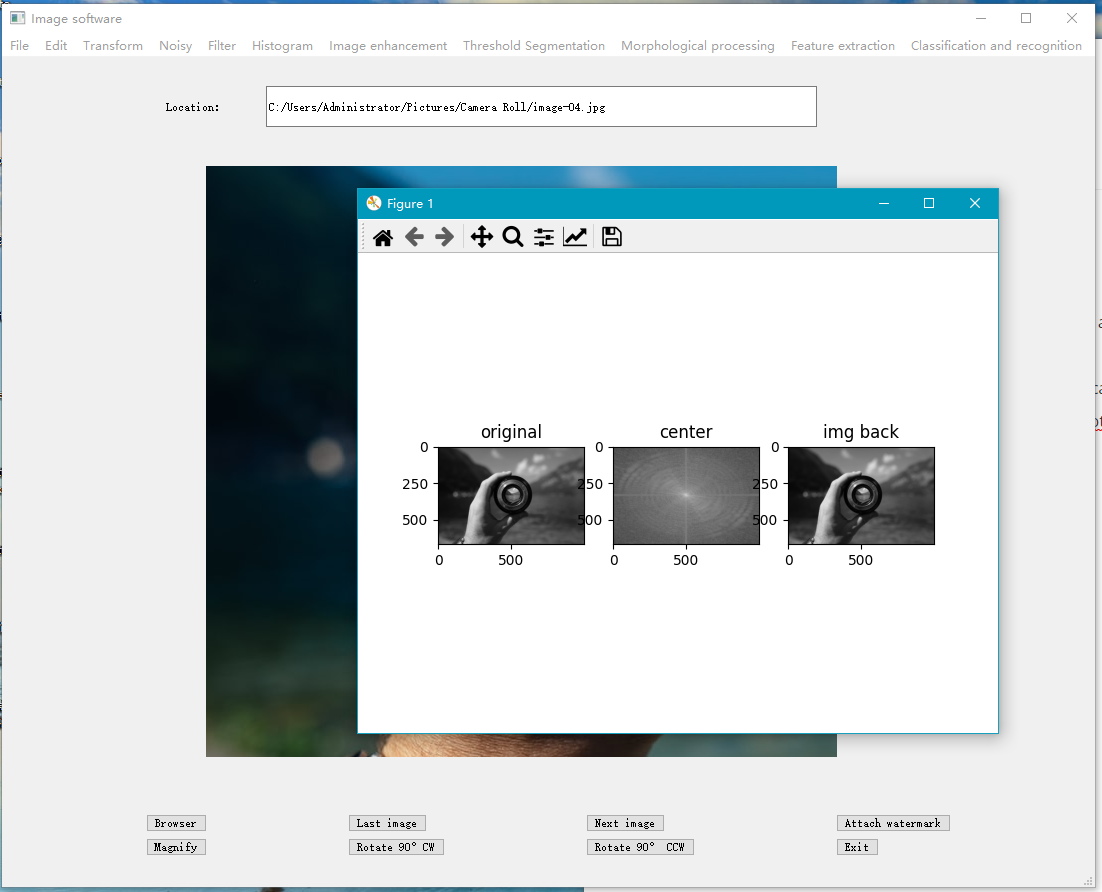 Image software
File Edit Transform Noisy Filter Histogram Image enhancement Threshold Segmentation Morphological processing Feature extraction Classification and recognition
Location: C:/Users/Administrator/Pictures/Camera Roll/image-04.jpg
Figure 1
original center img back
0 0 0
250 250 250
500 500 500
0 500 0 500 0 500
Browser Last image Next image Attach watermark
Magnify Rotate 90° CW Rotate 90° CCW Exit